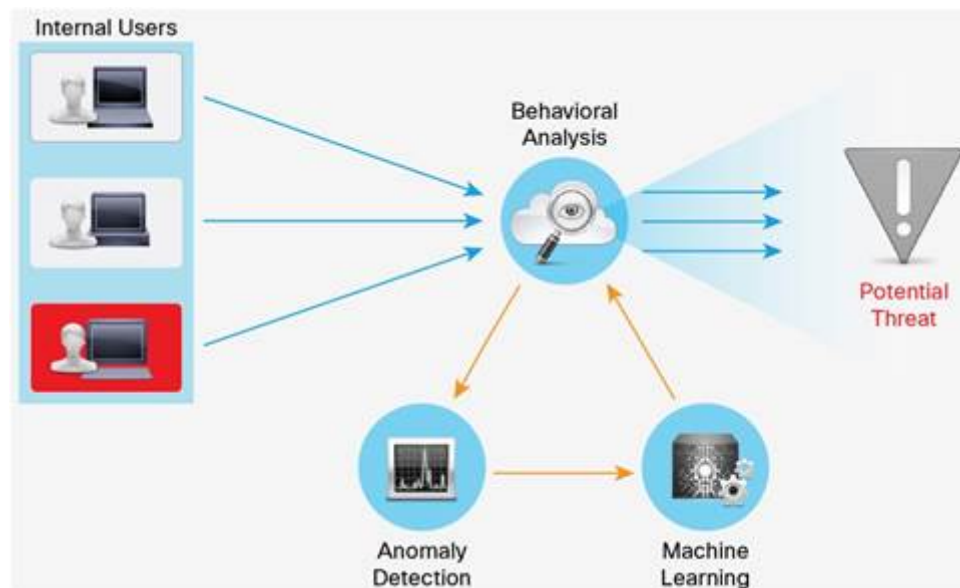 Internal Users
Behavioral
Analysis
Potential
Threat
Anomaly
Detection
Machine
Learning